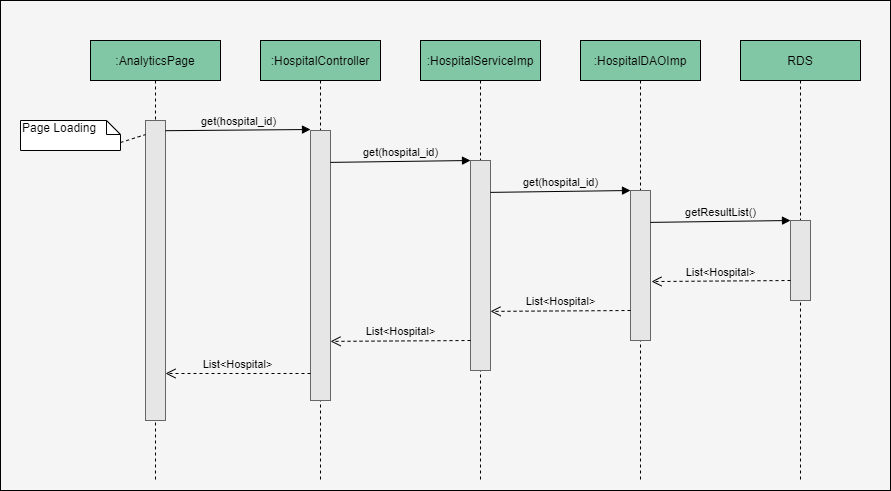 :AnalyticsPage
:HospitalController
:HospitalServiceImp
:HospitalDAOImp
RDS
Page Loading
get(hospital_id)
get(hospital_id)
get(hospital_id)
getResultList()
List<Hospital>
List<Hospital>
List<Hospital>
List<Hospital>